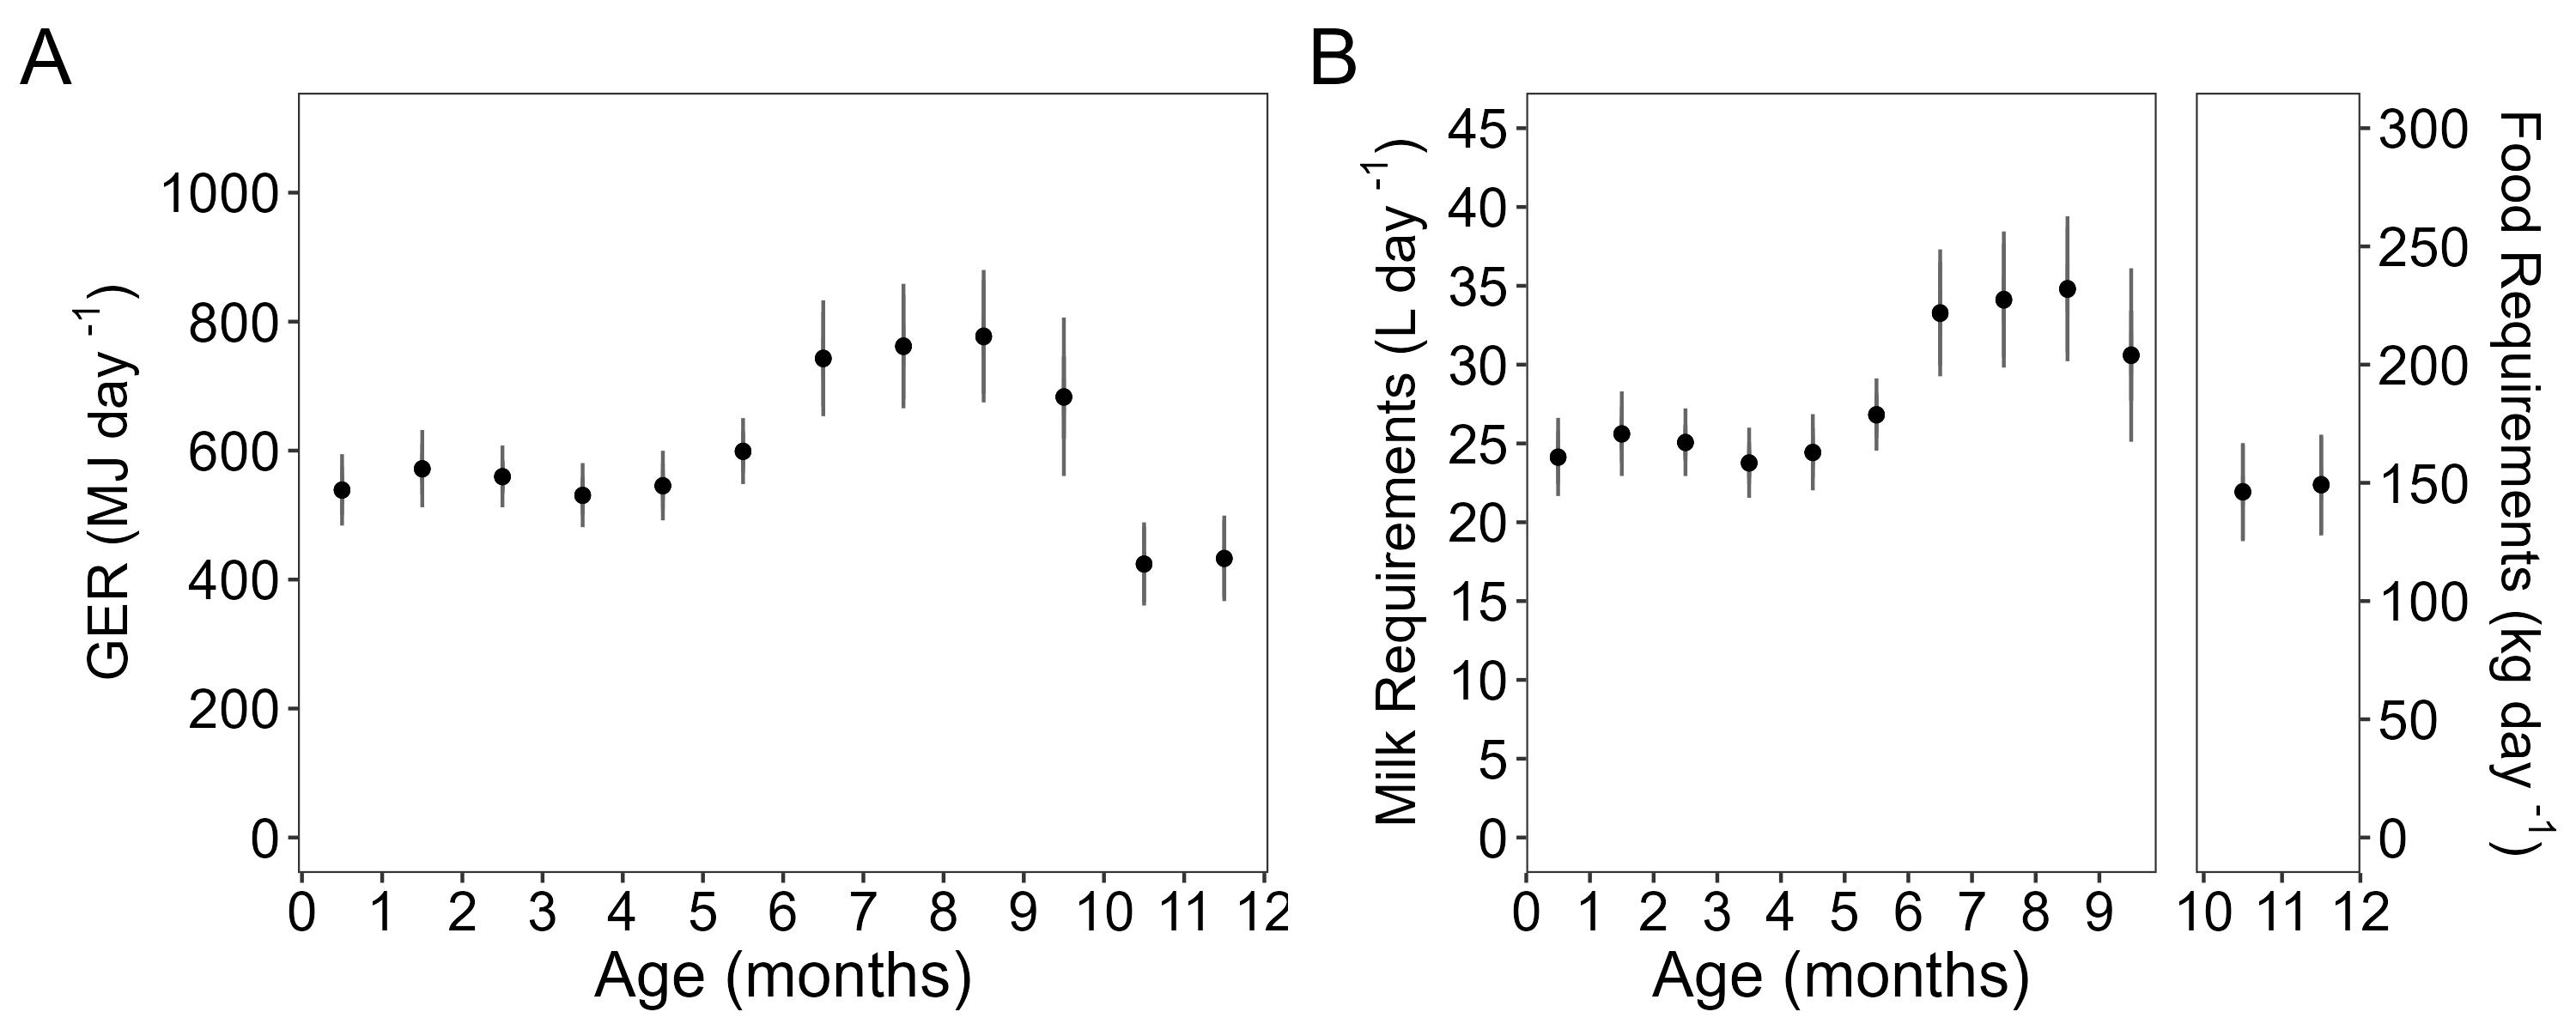 A
GER (MJ day -1)
1000
800
600
400
200
0
0 1 2 3 4 5 6 7 8 9 10 11 12
Age (months)
B
Milk Requirements (L day -1)
45
40
35
30
25
20
15
10
5
0
0 1 2 3 4 5 6 7 8 9
10 11 12
Age (months)
300
250
200
150
100
50
0
Food Requirements (kg day -1)